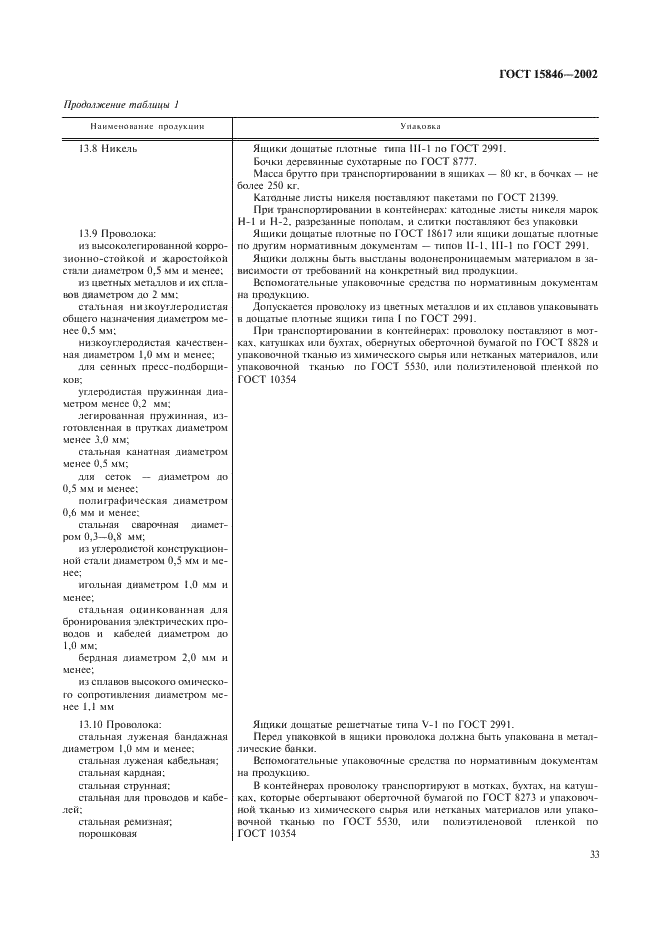 ГОСТ 15846—2002
Продолжение таблицы 1
Наименование продукции
Упаковка
13.8 Никель
Ящики дощатые плотные типа III-1 по ГОСТ 2991.
Бочки деревянные сухотарные по ГОСТ 8777.
Масса брутто при транспортировании в ящиках — 80 кг, в бочках — не
более 250 кг.
Катодные листы никеля поставляют пакетами по ГОСТ 21399.
При транспортировании в контейнерах: катодные листы никеля марок
Н-1 и Н-2, разрезанные пополам, и слитки поставляют без упаковки
13.9 Проволока:
из высоколегированной корро-
зионно-стойкой и жаростойкой
стали диаметром 0,5 мм и менее;
из цветных металлов и их спла-
вов диаметром до 2 мм;
стальная низкоуглеродистая
общего назначения диаметром ме-
нее 0,5 мм;
низкоуглеродистая качествен-
ная диаметром 1,0 мм и менее;
для сенных пресс-подборщи-
ков;
углеродистая пружинная диа-
метром менее 0,2 мм;
легированная пружинная, из-
готовленная в прутках диаметром
менее 3,0 мм;
стальная канатная диаметром
менее 0,5 мм;
для сеток — диаметром до
0,5 мм и менее;
полиграфическая диаметром
0,6 мм и менее;
стальная сварочная диамет-
ром 0,3—0,8 мм;
из углеродистой конструкцион-
ной стали диаметром 0,5 мм и ме-
нее;
игольная диаметром 1,0 мм и
менее;
стальная оцинкованная для
бронирования электрических про-
водов и кабелей диаметром до
1,0 мм;
бердная диаметром 2,0 мм и
менее;
из сплавов высокого омическо-
го сопротивления диаметром ме-
нее 1,1 мм
Ящики дощатые плотные по ГОСТ 18617 или ящики дощатые плотные
по другим нормативным документам — типов II-1, III-1 по ГОСТ 2991.
Ящики должны быть выстланы водонепроницаемым материалом в за-
висимости от требований на конкретный вид продукции.
Вспомогательные упаковочные средства по нормативным документам
на продукцию.
Допускается проволоку из цветных металлов и их сплавов упаковывать
в дощатые плотные ящики типа I по ГОСТ 2991.
При транспортировании в контейнерах: проволоку поставляют в мот-
ках, катушках или бухтах, обернутых оберточной бумагой по ГОСТ 8828 и
упаковочной тканью из химического сырья или нетканых материалов, или
упаковочной тканью по ГОСТ 5530, или полиэтиленовой пленкой по
ГОСТ 10354
13.10 Проволока:
стальная луженая бандажная
диаметром 1,0 мм и менее;
стальная луженая кабельная;
стальная кардная;
стальная струнная;
стальная для проводов и кабе-
лей;
стальная ремизная;
порошковая
Ящики дощатые решетчатые типа V-1 по ГОСТ 2991.
Перед упаковкой в ящики проволока должна быть упакована в метал-
лические банки.
Вспомогательные упаковочные средства по нормативным документам
на продукцию.
В контейнерах проволоку транспортируют в мотках, бухтах, на катуш-
ках, которые обертывают оберточной бумагой по ГОСТ 8273 и упаковоч-
ной тканью из химического сырья или нетканых материалов или упако-
вочной тканью по ГОСТ 5530, или полиэтиленовой пленкой по
ГОСТ 10354
33